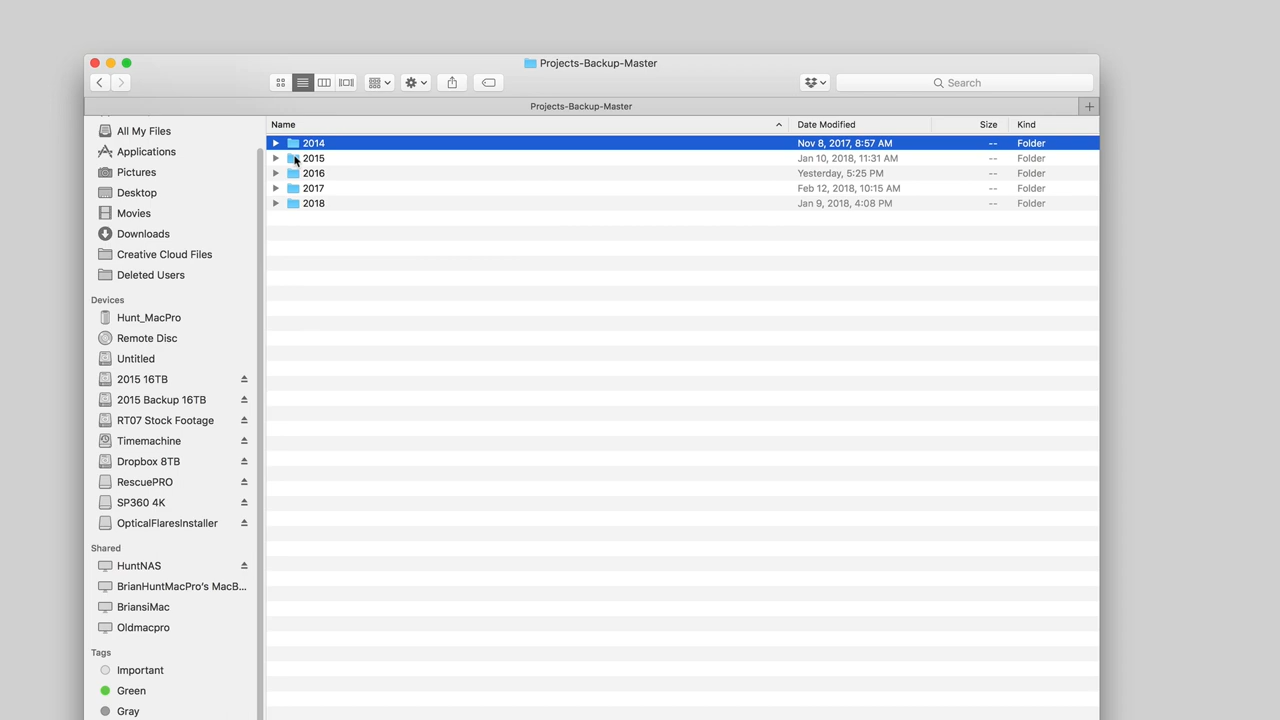 Projects-Backup-Master
Search
Projects-Backup-Master
Name Date Modified Size Kind
2014 Nov 8, 2017, 8:57 AM -- Folder
2015 Jan 10, 2018, 11:31 AM -- Folder
2016 Yesterday, 5:25 PM -- Folder
2017 Feb 12, 2018, 10:15 AM -- Folder
2018 Jan 9, 2018, 4:08 PM -- Folder
All My Files
Applications
Pictures
Desktop
Movies
Downloads
Creative Cloud Files
Deleted Users
Devices
Hunt_MacPro
Remote Disc
Untitled
2015 16TB
2015 Backup 16TB
RT07 Stock Footage
Timemachine
Dropbox 8TB
RescuePRO
SP360 4K
OpticalFlaresInstaller
Shared
HuntNAS
BrianHuntMacPro's MacB...
BriansiMac
Oldmacpro
Tags
Important
Green
Gray